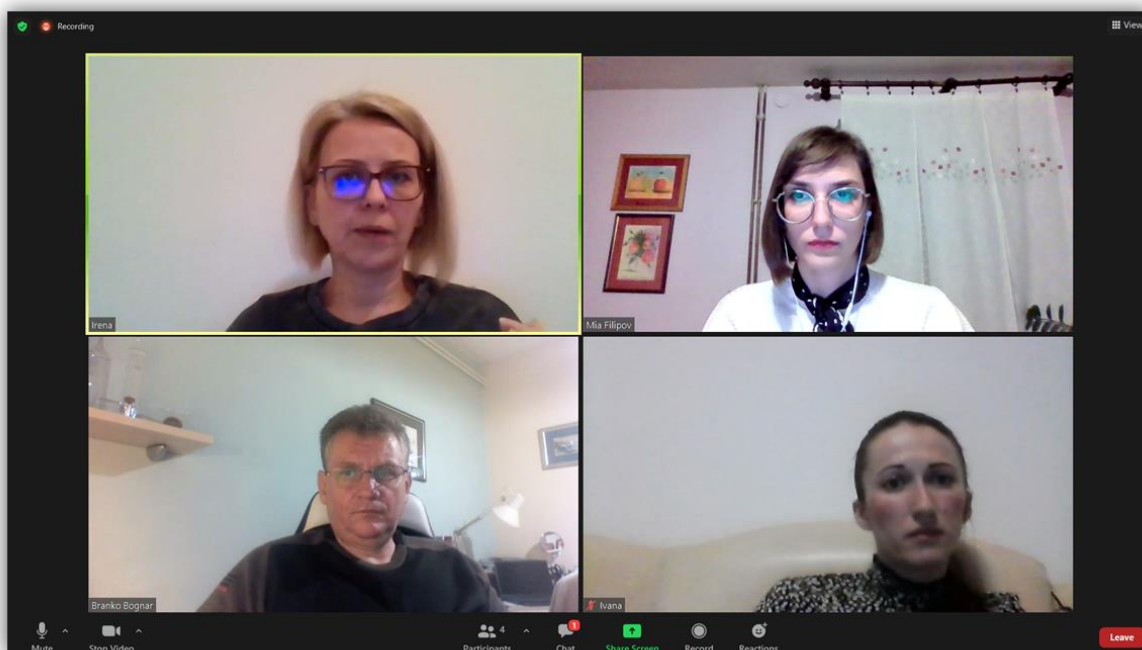 Recording
View
Irena
Mia Filipov
Branko Bognar
Ivana
Mute
Stop Video
Participants
4
Chat
1
Share Screen
Record
Reactions
Leave